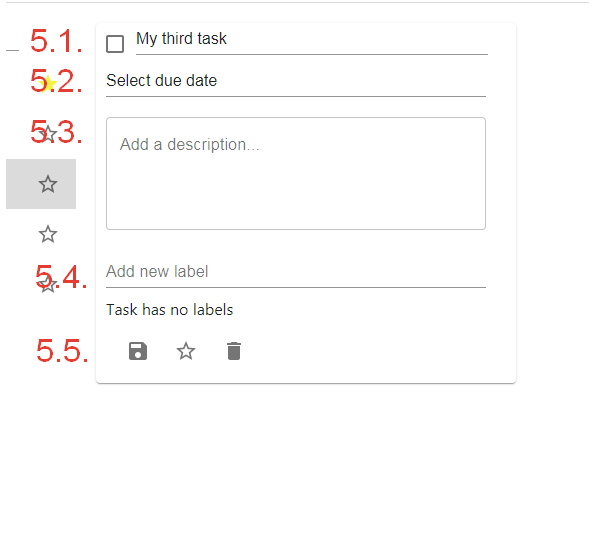 5.1. My third task
5.2. Select due date
5.3. Add a description...
5.4. Add new label
Task has no labels
5.5.